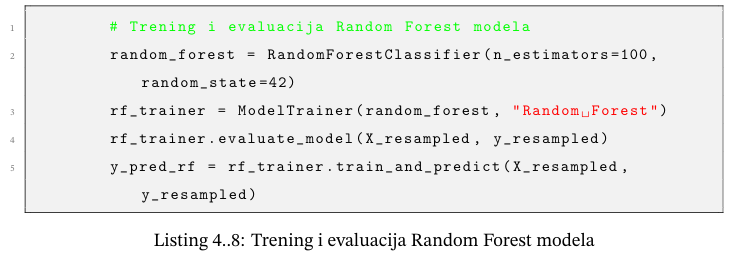 1 # Trening i evaluacija Random Forest modela
2 random_forest = RandomForestClassifier(n_estimators=100,
random_state=42)
3 rf_trainer = ModelTrainer(random_forest, "Random␣Forest")
4 rf_trainer.evaluate_model(X_resampled, y_resampled)
5 y_pred_rf = rf_trainer.train_and_predict(X_resampled,
y_resampled)
Listing 4..8: Trening i evaluacija Random Forest modela